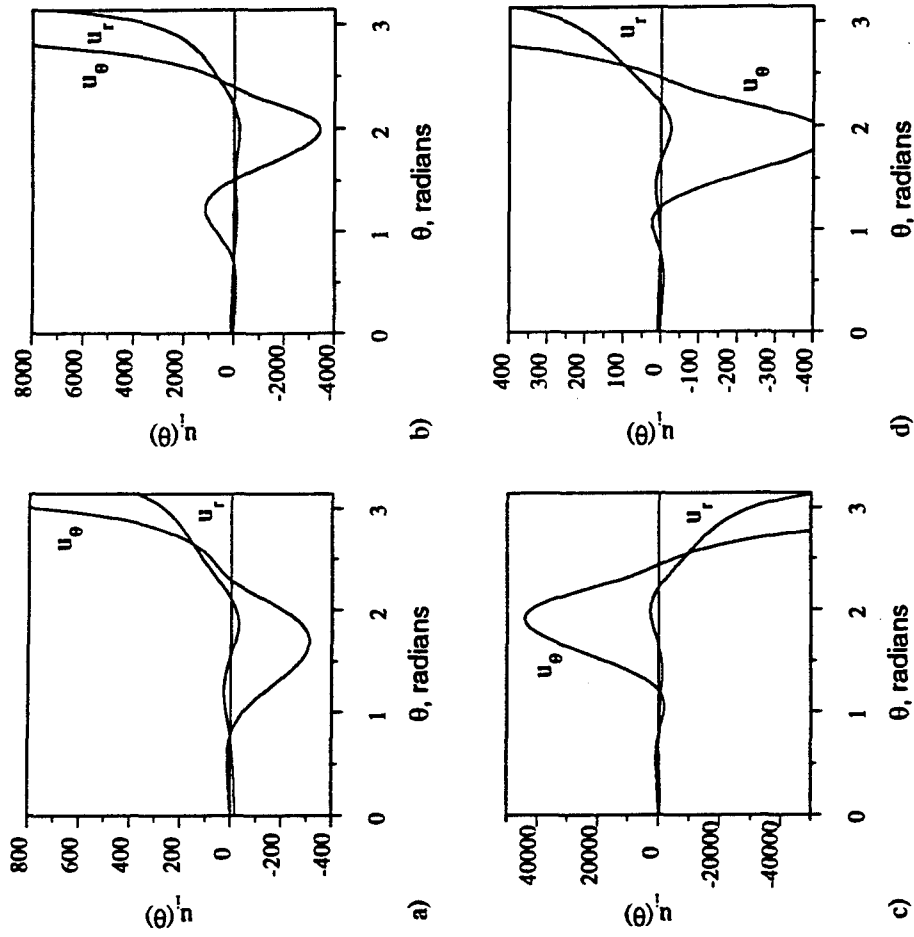 a)
u_i(θ)
800
600
400
200
0
-200
-400
u_θ
u_r
0 1 2 3
θ, radians
b)
u_i(θ)
8000
6000
4000
2000
0
-2000
-4000
u_θ
u_r
0 1 2 3
θ, radians
c)
u_i(θ)
40000
20000
0
-20000
-40000
u_θ
u_r
0 1 2 3
θ, radians
d)
u_i(θ)
400
300
200
100
0
-100
-200
-300
-400
u_r
u_θ
0 1 2 3
θ, radians